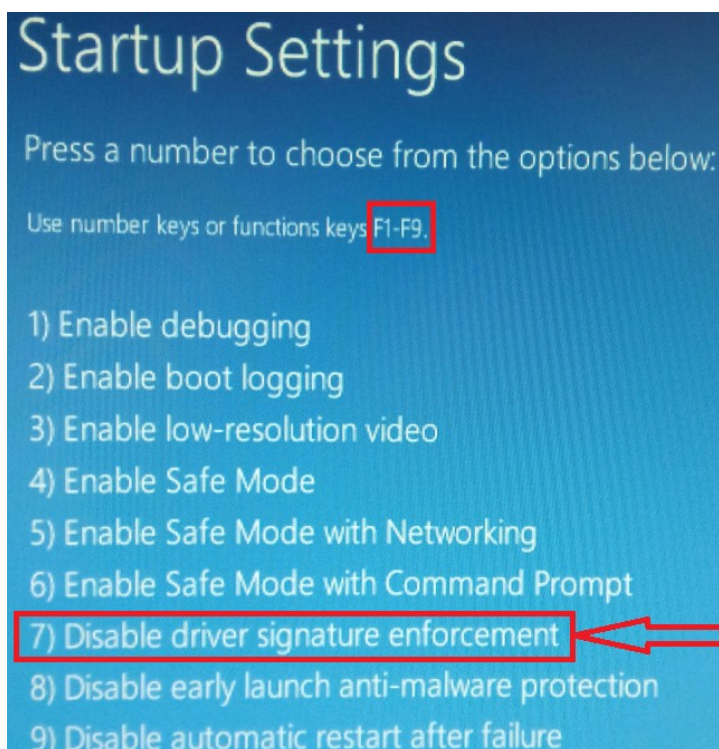 Startup Settings
Press a number to choose from the options below:
Use number keys or functions keys F1-F9.
1) Enable debugging
2) Enable boot logging
3) Enable low-resolution video
4) Enable Safe Mode
5) Enable Safe Mode with Networking
6) Enable Safe Mode with Command Prompt
7) Disable driver signature enforcement
8) Disable early launch anti-malware protection
9) Disable automatic restart after failure